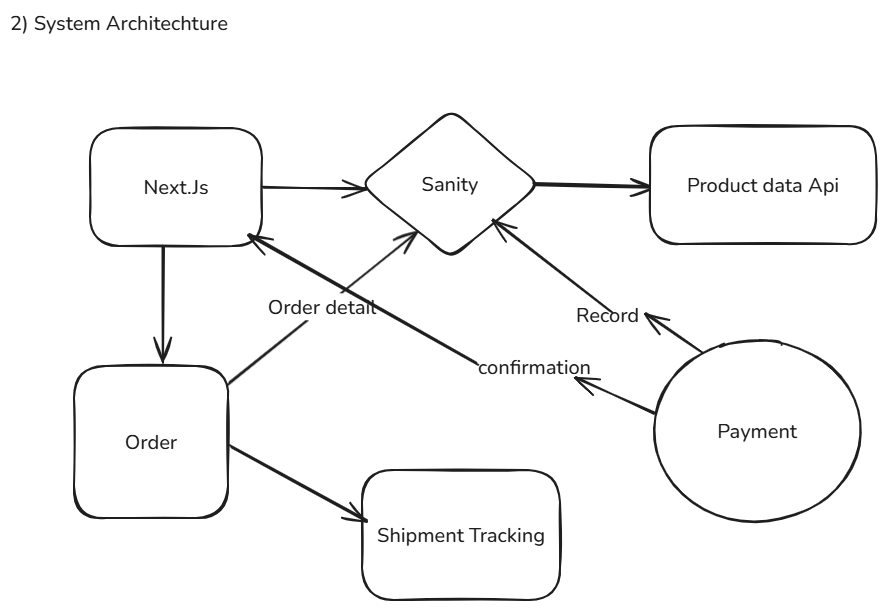 2) System Architechture
Next.Js
Sanity
Product data Api
Order detail
Record
confirmation
Order
Payment
Shipment Tracking